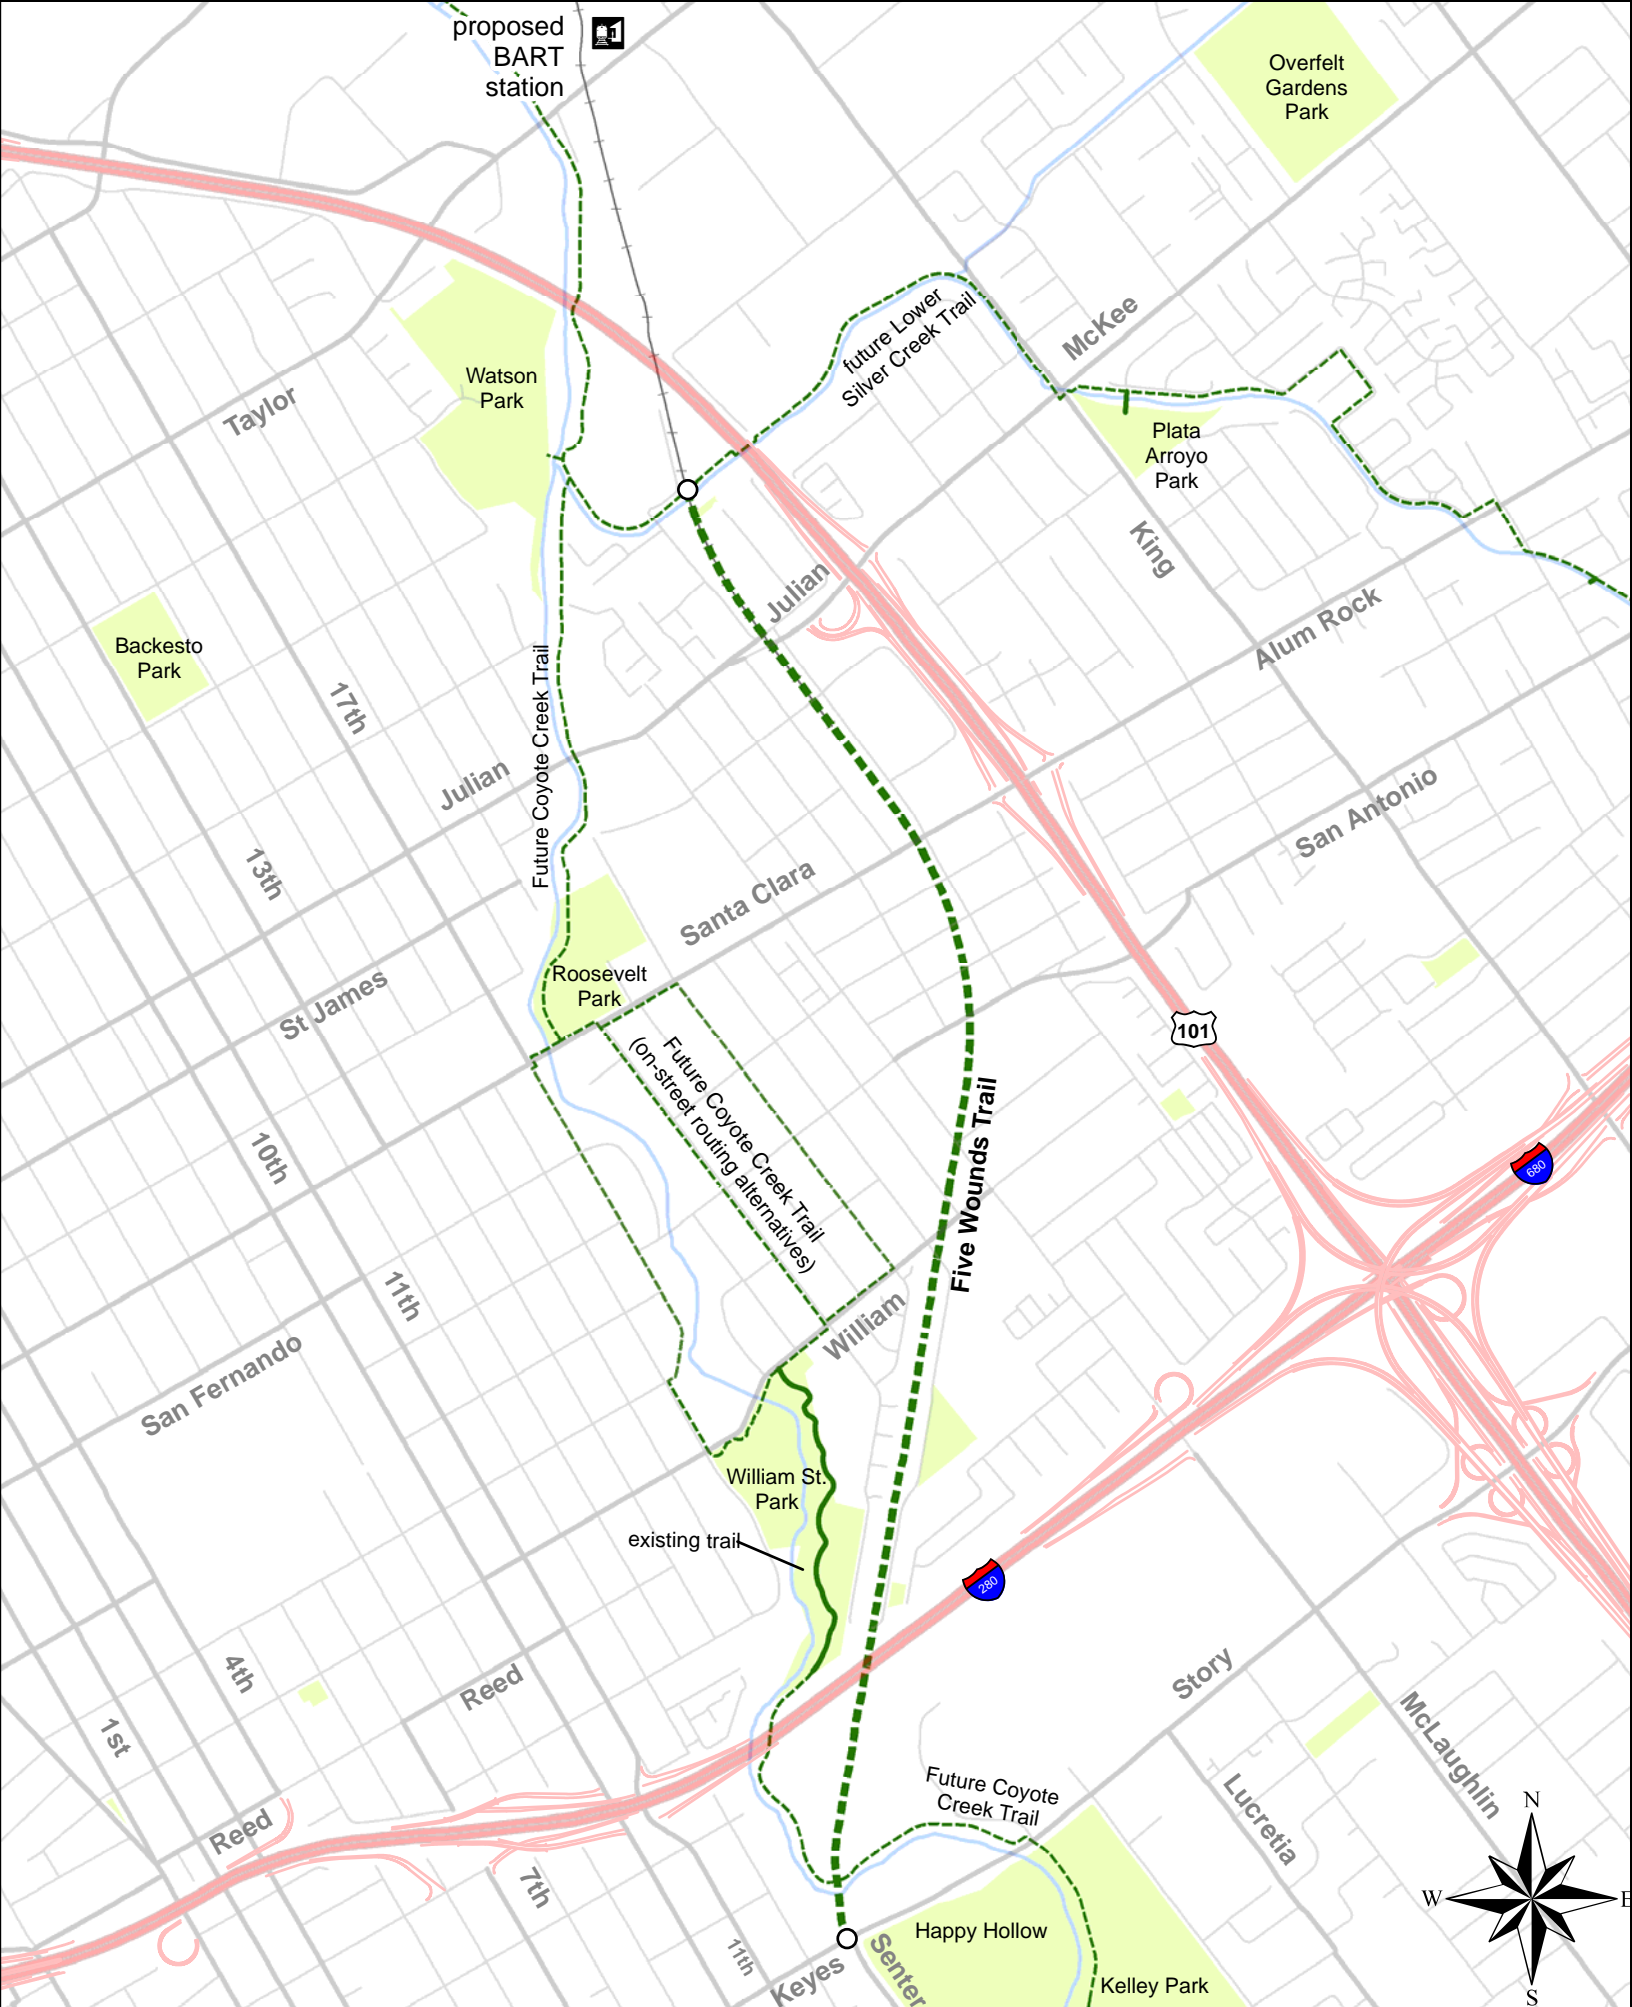 proposed
BART
station
Overfelt
Gardens
Park
McKee
future Lower
Silver Creek Trail
Watson
Park
Taylor
Plata
Arroyo
Park
King
Julian
Alum Rock
Backesto
Park
17th
Future Coyote Creek Trail
Julian
San Antonio
13th
Santa Clara
Roosevelt
Park
St James
101
Future Coyote Creek Trail
(on-street routing alternatives)
Five Wounds Trail
10th
680
11th
William
San Fernando
William St.
Park
existing trail
280
4th
Reed
Story
1st
McLaughlin
Future Coyote
Creek Trail
Lucretia
Reed
7th
N
W
E
S
11th
Happy Hollow
Keyes
Senter
Kelley Park